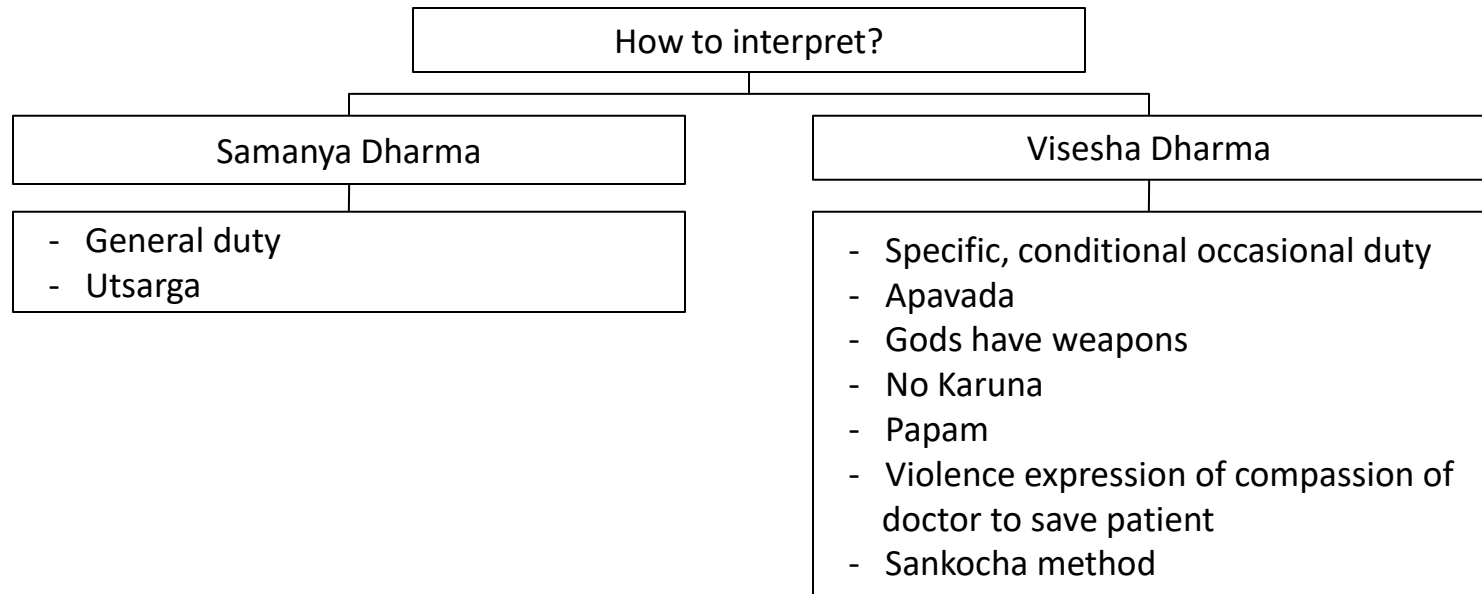 How to interpret?
Samanya Dharma
- General duty
- Utsarga
Visesha Dharma
- Specific, conditional occasional duty
- Apavada
- Gods have weapons
- No Karuna
- Papam
- Violence expression of compassion of
doctor to save patient
- Sankocha method